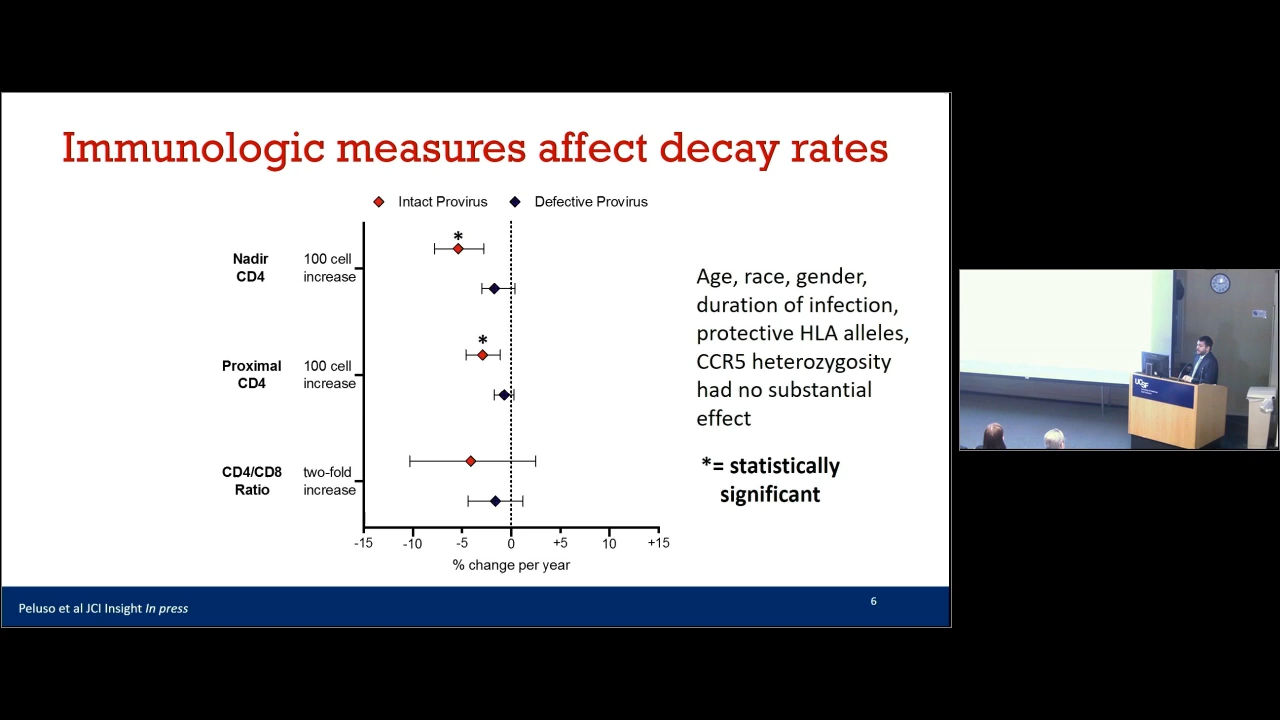 Immunologic measures affect decay rates
Intact Provirus
Defective Provirus
*
Nadir
CD4
100 cell
increase
*
Proximal
CD4
100 cell
increase
CD4/CD8
Ratio
two-fold
increase
-15
-10
-5
0
+5
10
+15
% change per year
Age, race, gender,
duration of infection,
protective HLA alleles,
CCR5 heterozygosity
had no substantial
effect
*= statistically
significant
Peluso et al JCI Insight In press
6
UCSF